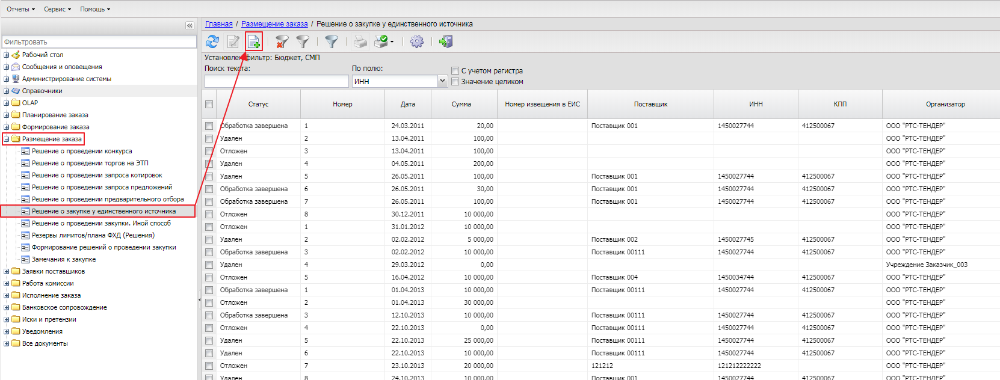 Отчеты Сервис Помощь
Фильтровать
Рабочий стол
Сообщения и оповещения
Администрирование системы
Справочники
OLAP
Планирование заказа
Формирование заказа
Размещение заказа
Решение о проведении конкурса
Решение о проведении торгов на ЭТП
Решение о проведении запроса котировок
Решение о проведении запроса предложений
Решение о проведении предварительного отбора
Решение о закупке у единственного источника
Решение о проведении закупки. Иной способ
Резервы лимитов/плана ФХД (Решения)
Формирование решений о проведении закупки
Замечания к закупке
Заявки поставщиков
Работа комиссии
Исполнение заказа
Банковское сопровождение
Иски и претензии
Уведомления
Все документы
Главная / Размещение заказа / Решение о закупке у единственного источника
Установлен фильтр: Бюджет, СМП
Поиск текста: По полю:
ИНН
С учетом регистра
Значение целиком
Статус Номер Дата Сумма Номер извещения в ЕИС Поставщик ИНН КПП Организатор
Обработка завершена 1 24.03.2011 20,00 Поставщик 001 1450027744 412500067 ООО "РТС-ТЕНДЕР"
Удален 2 13.04.2011 100,00 ООО "РТС-ТЕНДЕР"
Отложен 3 13.04.2011 100,00 ООО "РТС-ТЕНДЕР"
Удален 4 04.05.2011 200,00 ООО "РТС-ТЕНДЕР"
Удален 5 26.05.2011 100,00 Поставщик 001 1450027744 412500067 ООО "РТС-ТЕНДЕР"
Обработка завершена 6 26.05.2011 30,00 Поставщик 001 1450027744 412500067 ООО "РТС-ТЕНДЕР"
Обработка завершена 7 26.05.2011 100,00 Поставщик 001 1450027744 412500067 ООО "РТС-ТЕНДЕР"
Отложен 8 30.12.2011 10 000,00 ООО "РТС-ТЕНДЕР"
Отложен 1 31.01.2012 10 000,00 ООО "РТС-ТЕНДЕР"
Удален 2 02.02.2012 5 000,00 Поставщик 002 1450027745 412500067 ООО "РТС-ТЕНДЕР"
Обработка завершена 3 02.02.2012 10 000,00 Поставщик 00111 1450027744 412500067 ООО "РТС-ТЕНДЕР"
Удален 4 29.03.2012 0,00 Учреждение Заказчик_003
Отложен 5 16.04.2012 10 000,00 Поставщик 004 1450034744 412500067 ООО "РТС-ТЕНДЕР"
Обработка завершена 1 01.04.2013 10 000,00 Поставщик 00111 1450027744 412500067 ООО "РТС-ТЕНДЕР"
Отложен 2 01.04.2013 30 000,00 ООО "РТС-ТЕНДЕР"
Обработка завершена 3 12.10.2013 10 000,00 Поставщик 00111 1450027744 412500067 ООО "РТС-ТЕНДЕР"
Отложен 4 22.10.2013 0,00 Поставщик 00111 1450027744 412500067 ООО "РТС-ТЕНДЕР"
Удален 5 22.10.2013 25 000,00 Поставщик 00111 1450027744 412500067 ООО "РТС-ТЕНДЕР"
Удален 6 22.10.2013 10 000,00 Поставщик 00111 1450027744 412500067 ООО "РТС-ТЕНДЕР"
Отложен 7 23.10.2013 20 000,00 121212 121212222222 ООО "РТС-ТЕНДЕР"
Удален 8 24.10.2013 10 000,00 Поставщик 001 1450027744 412500067 ООО "РТС-ТЕНДЕР"